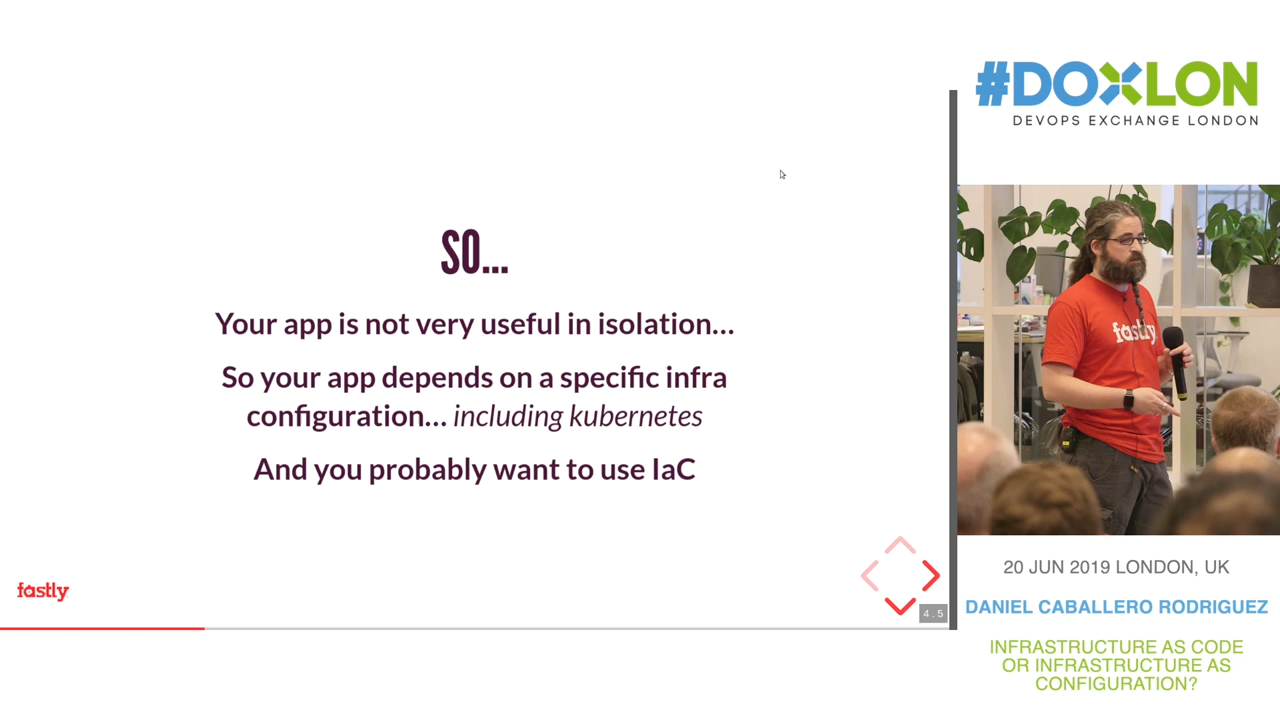 SO...
Your app is not very useful in isolation...
So your app depends on a specific infra
configuration... including kubernetes
And you probably want to use IaC
fastly
4.5
#DOXLON
DEVOPS EXCHANGE LONDON
fastly
20 JUN 2019 LONDON, UK
DANIEL CABALLERO RODRIGUEZ
INFRASTRUCTURE AS CODE
OR INFRASTRUCTURE AS
CONFIGURATION?